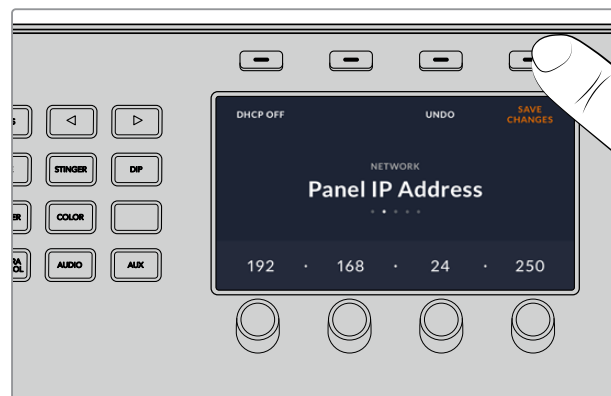 DHCP OFF
UNDO
SAVE
CHANGES
NETWORK
Panel IP Address
192 · 168 · 24 · 250
STINGER
DIP
COLOR
AUDIO
AUX